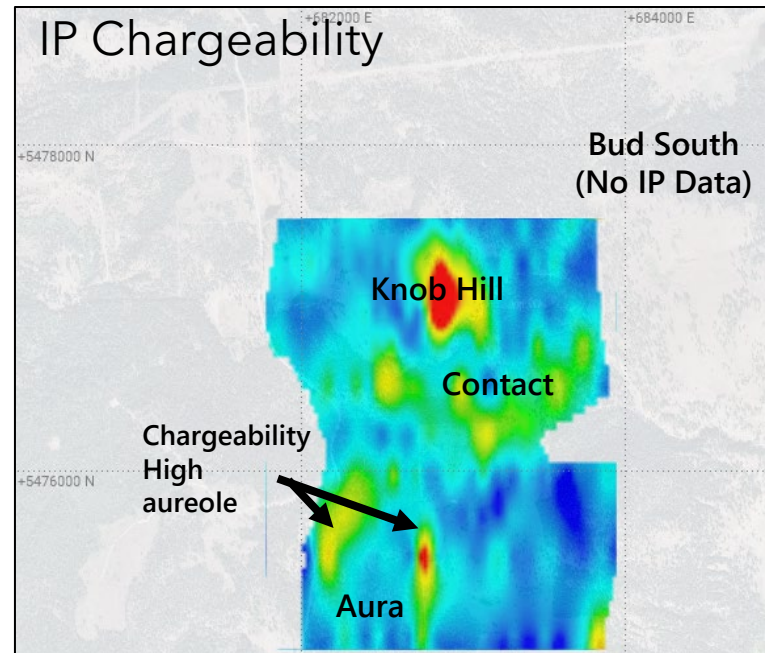 +682000 E
+684000 E
IP Chargeability
+5478000 N
Bud South
(No IP Data)
Knob Hill
Contact
Chargeability
High
aureole
+5476000 N
Aura